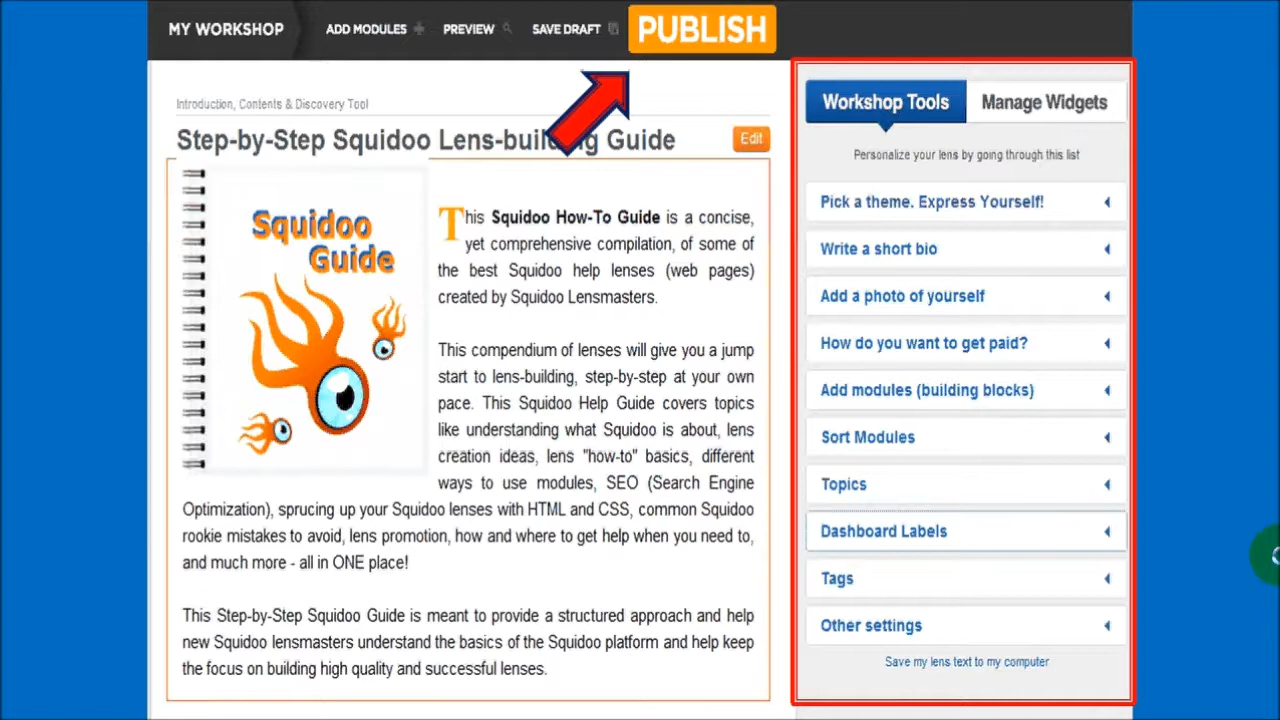 MY WORKSHOP ADD MODULES PREVIEW SAVE DRAFT PUBLISH
Introduction, Contents & Discovery Tool
Step-by-Step Squidoo Lens-building Guide
Edit
Squidoo
Guide
This Squidoo How-To Guide is a concise,
yet comprehensive compilation, of some of
the best Squidoo help lenses (web pages)
created by Squidoo Lensmasters.
This compendium of lenses will give you a jump
start to lens-building, step-by-step at your own
pace. This Squidoo Help Guide covers topics
like understanding what Squidoo is about, lens
creation ideas, lens "how-to" basics, different
ways to use modules, SEO (Search Engine
Optimization), sprucing up your Squidoo lenses with HTML and CSS, common Squidoo
rookie mistakes to avoid, lens promotion, how and where to get help when you need to,
and much more - all in ONE place!
This Step-by-Step Squidoo Guide is meant to provide a structured approach and help
new Squidoo lensmasters understand the basics of the Squidoo platform and help keep
the focus on building high quality and successful lenses.
Workshop Tools Manage Widgets
Personalize your lens by going through this list
Pick a theme. Express Yourself!
Write a short bio
Add a photo of yourself
How do you want to get paid?
Add modules (building blocks)
Sort Modules
Topics
Dashboard Labels
Tags
Other settings
Save my lens text to my computer